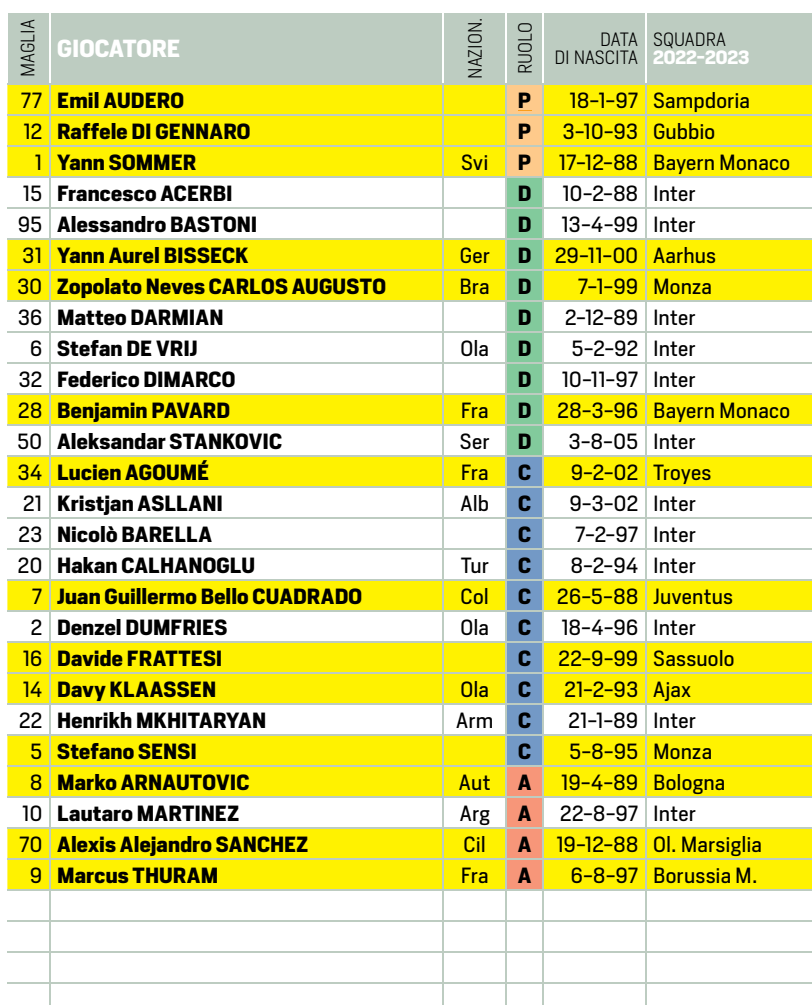 MAGLIA GIOCATORE NAZION. RUOLO DATA DI NASCITA SQUADRA 2022-2023
77 Emil AUDERO P 18-1-97 Sampdoria
12 Raffele DI GENNARO P 3-10-93 Gubbio
1 Yann SOMMER Svi P 17-12-88 Bayern Monaco
15 Francesco ACERBI D 10-2-88 Inter
95 Alessandro BASTONI D 13-4-99 Inter
31 Yann Aurel BISSECK Ger D 29-11-00 Aarhus
30 Zopolato Neves CARLOS AUGUSTO Bra D 7-1-99 Monza
36 Matteo DARMIAN D 2-12-89 Inter
6 Stefan DE VRIJ Ola D 5-2-92 Inter
32 Federico DIMARCO D 10-11-97 Inter
28 Benjamin PAVARD Fra D 28-3-96 Bayern Monaco
50 Aleksandar STANKOVIC Ser D 3-8-05 Inter
34 Lucien AGOUMÉ Fra C 9-2-02 Troyes
21 Kristjan ASLLANI Alb C 9-3-02 Inter
23 Nicolò BARELLA C 7-2-97 Inter
20 Hakan CALHANOGLU Tur C 8-2-94 Inter
7 Juan Guillermo Bello CUADRADO Col C 26-5-88 Juventus
2 Denzel DUMFRIES Ola C 18-4-96 Inter
16 Davide FRATTESI C 22-9-99 Sassuolo
14 Davy KLAASSEN Ola C 21-2-93 Ajax
22 Henrikh MKHITARYAN Arm C 21-1-89 Inter
5 Stefano SENSI C 5-8-95 Monza
8 Marko ARNAUTOVIC Aut A 19-4-89 Bologna
10 Lautaro MARTINEZ Arg A 22-8-97 Inter
70 Alexis Alejandro SANCHEZ Cil A 19-12-88 Ol. Marsiglia
9 Marcus THURAM Fra A 6-8-97 Borussia M.